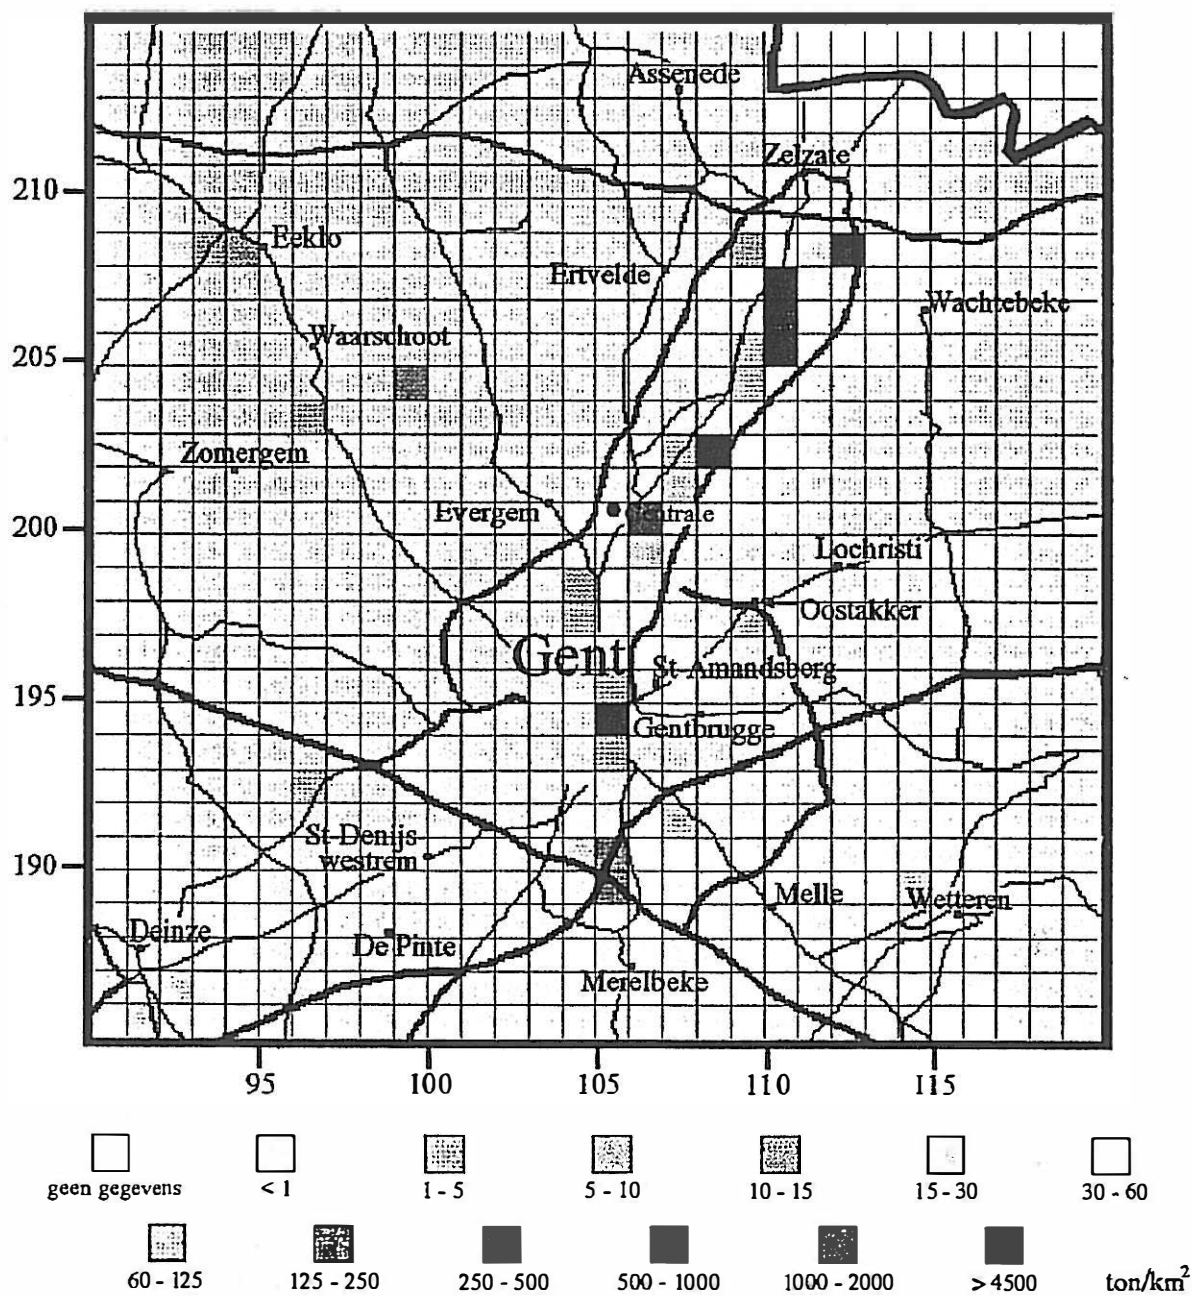 Assenede
Zelzate
210
Eeklo
Ertvelde
Wachtebeke
Waarschoot
205
Zomergem
Evergem
Centrale
200
Lochristi
Oostakker
Gent
St-Amandsberg
195
Gentbrugge
St-Denijs
westrem
190
Melle
Wetteren
Deinze
De Pinte
Merelbeke
95 100 105 110 115
geen gegevens < 1 1 - 5 5 - 10 10 - 15 15 - 30 30 - 60
60 - 125 125 - 250 250 - 500 500 - 1000 1000 - 2000 > 4500 ton/km²